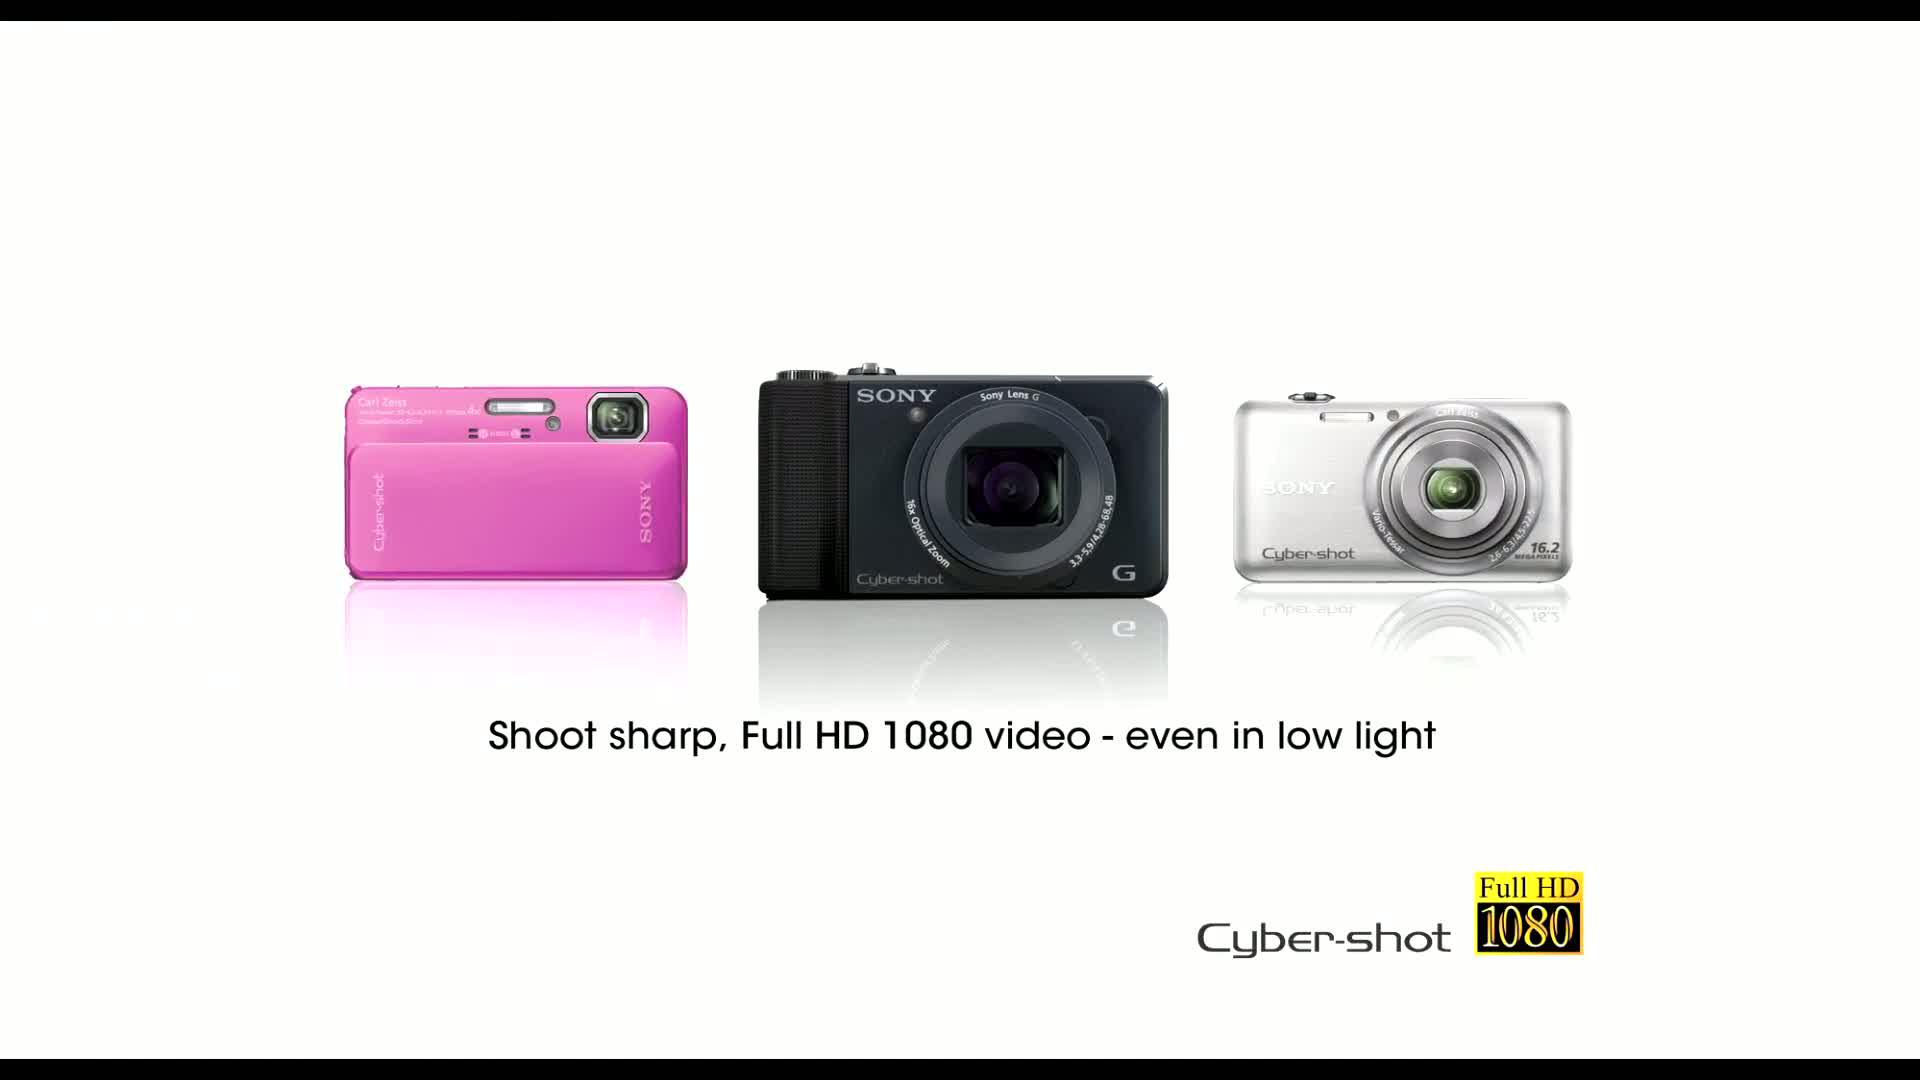 Carl Zeiss
4x
Cyber-shot
SONY
SONY
Sony Lens G
16x Optical Zoom
3,3-5,9/4,28-68,48
Cyber-shot
G
Carl Zeiss
SONY
Vario-Tessar
2,6-6,3/4,5-22,5
Cyber-shot
16.2
MEGA PIXELS
Shoot sharp, Full HD 1080 video - even in low light
Cyber-shot
Full HD
1080